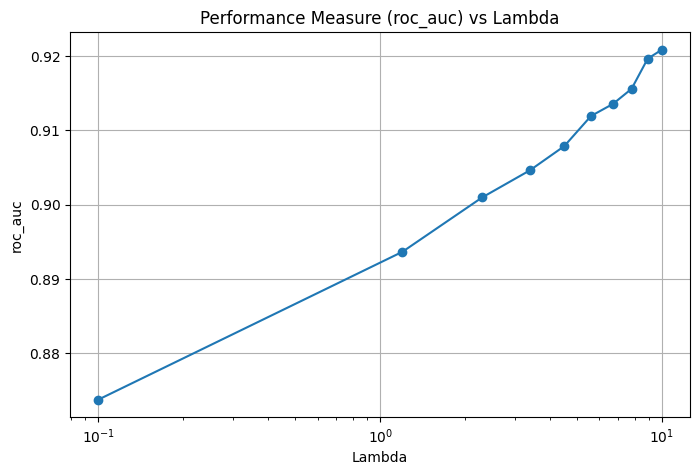 Performance Measure (roc_auc) vs Lambda
0.92
0.91
0.90
0.89
0.88
roc_auc
10⁻¹
10⁰
10¹
Lambda